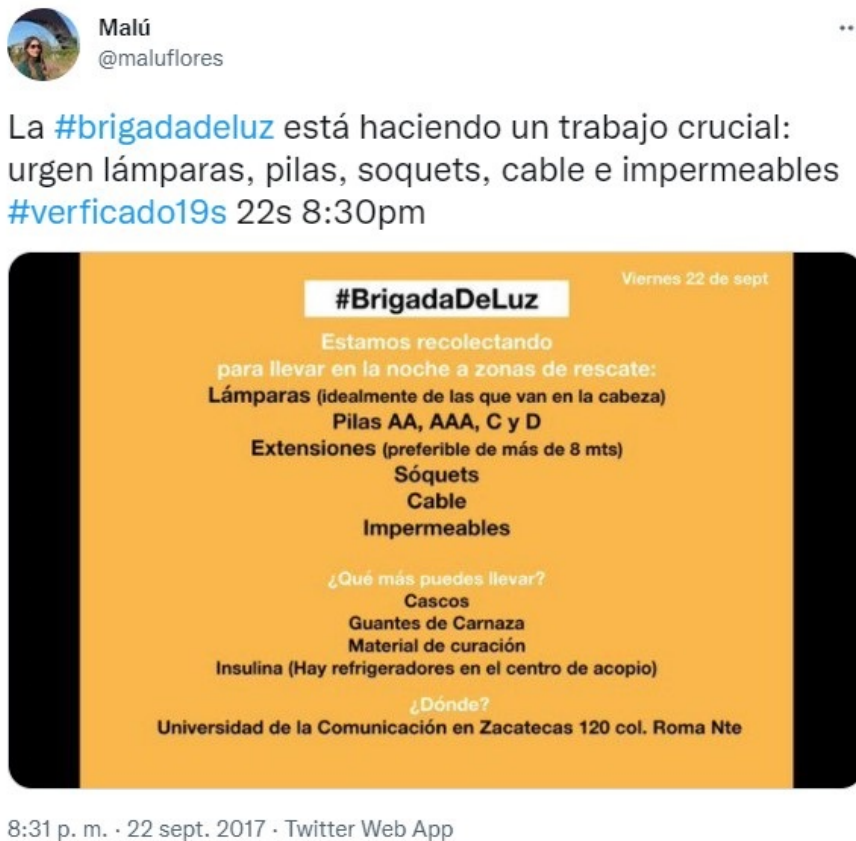 Malú
@maluflores
La #brigadadeluz está haciendo un trabajo crucial:
urgen lámparas, pilas, soquets, cable e impermeables
#verficado19s 22s 8:30pm
Viernes 22 de sept
#BrigadaDeLuz
Estamos recolectando
para llevar en la noche a zonas de rescate:
Lámparas (idealmente de las que van en la cabeza)
Pilas AA, AAA, C y D
Extensiones (preferible de más de 8 mts)
Sóquets
Cable
Impermeables
¿Qué más puedes llevar?
Cascos
Guantes de Carnaza
Material de curación
Insulina (Hay refrigeradores en el centro de acopio)
¿Dónde?
Universidad de la Comunicación en Zacatecas 120 col. Roma Nte
8:31 p. m. · 22 sept. 2017 · Twitter Web App